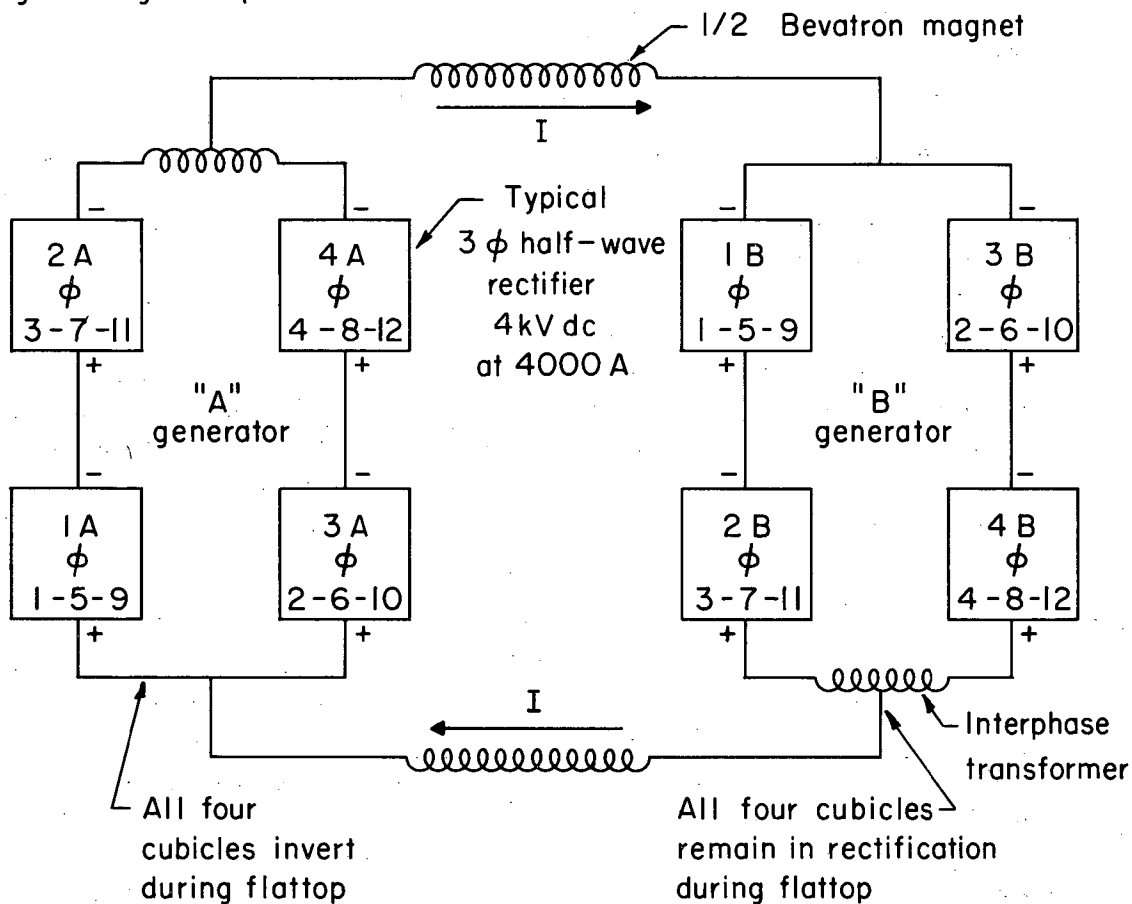 1/2 Bevatron magnet
I
Typical
3 ϕ half-wave
rectifier
4kV dc
at 4000 A
-
-
-
-
2 A
ϕ
3-7-11
4 A
ϕ
4-8-12
1 B
ϕ
1-5-9
3 B
ϕ
2-6-10
+
+
+
+
"A"
generator
"B"
generator
-
-
-
-
1 A
ϕ
1-5-9
3 A
ϕ
2-6-10
2 B
ϕ
3-7-11
4 B
ϕ
4-8-12
+
+
+
+
I
Interphase
transformer
All four
cubicles invert
during flattop
All four cubicles
remain in rectification
during flattop